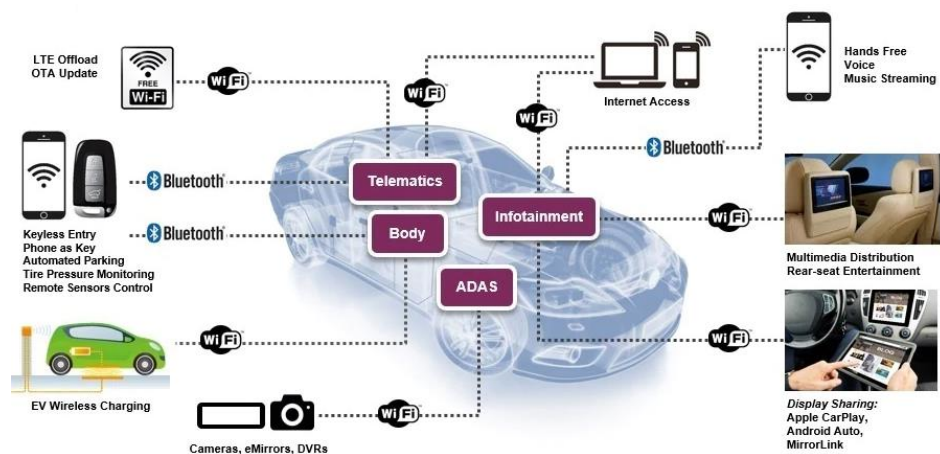 LTE Offload
OTA Update
FREE
Wi-Fi
WiFi
WiFi
WiFi
Internet Access
Hands Free
Voice
Music Streaming
Bluetooth
Bluetooth
Bluetooth
Telematics
Body
Infotainment
ADAS
Keyless Entry
Phone as Key
Automated Parking
Tire Pressure Monitoring
Remote Sensors Control
WiFi
Multimedia Distribution
Rear-seat Entertainment
WiFi
EV Wireless Charging
WiFi
BLOG
BLOG
WiFi
Cameras, eMirrors, DVRs
Display Sharing:
Apple CarPlay,
Android Auto,
MirrorLink